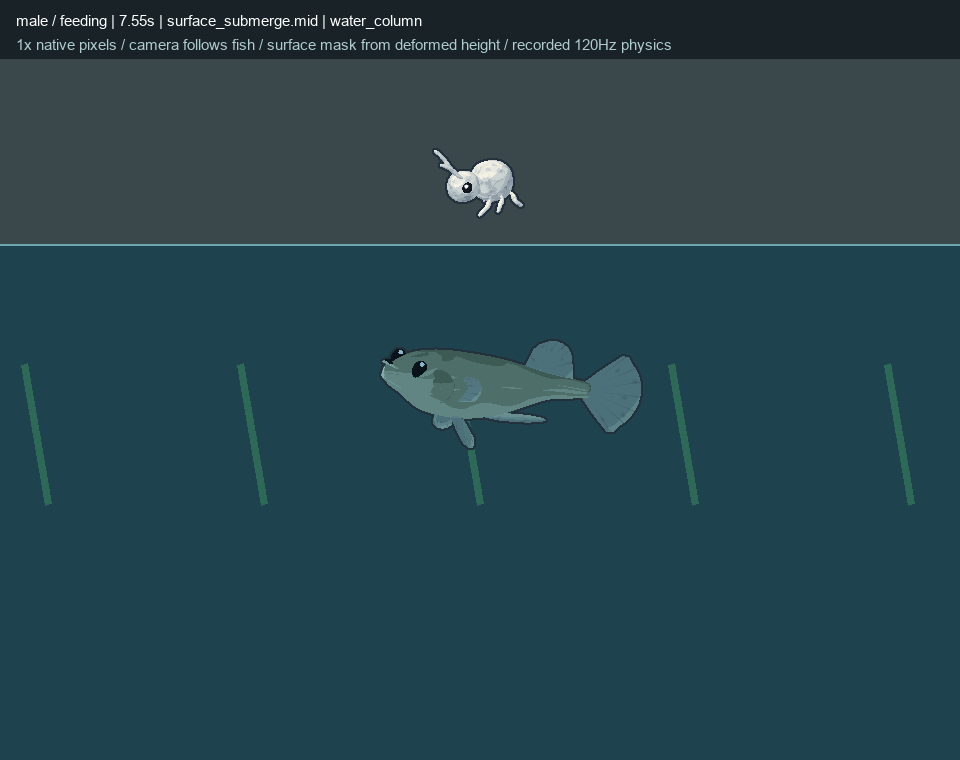 male / feeding | 7.55s | surface_submerge.mid | water_column
1x native pixels / camera follows fish / surface mask from deformed height / recorded 120Hz physics